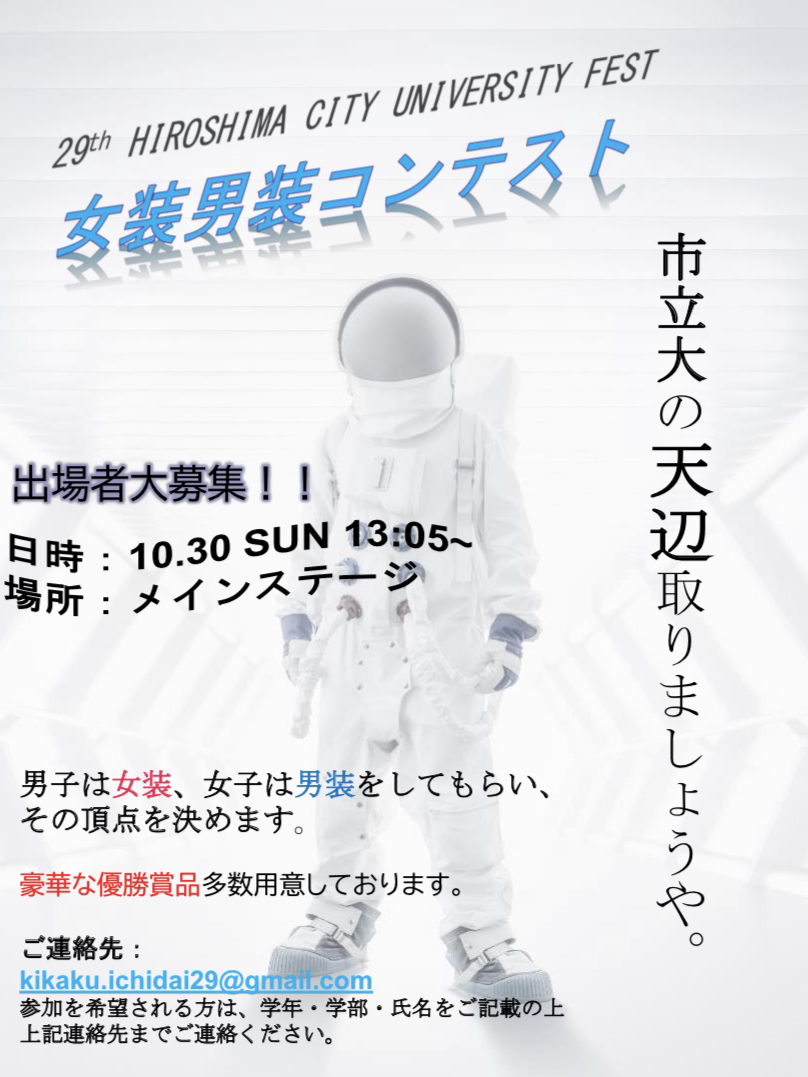 29th HIROSHIMA CITY UNIVERSITY FEST
女装男装コンテスト
市立大の天辺取りましょうや。
出場者大募集！！
日時：10.30 SUN 13:05~
場所：メインステージ
男子は女装、女子は男装をしてもらい、
その頂点を決めます。
豪華な優勝賞品多数用意しております。
ご連絡先：
kikaku.ichidai29@gmail.com
参加を希望される方は、学年・学部・氏名をご記載の上
上記連絡先までご連絡ください。